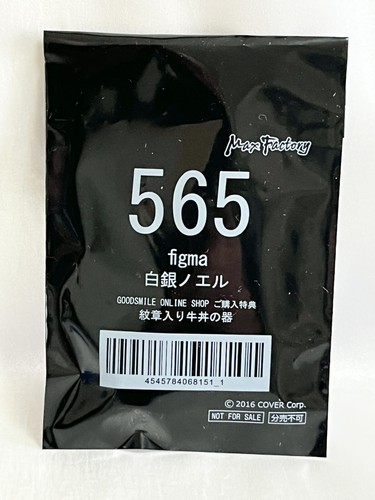 Max Factory
565
figma
白銀ノエル
GOODSMILE ONLINE SHOP ご購入特典
紋章入り牛丼の器
4545784068151_1
© 2016 COVER Corp.
NOT FOR SALE 分売不可